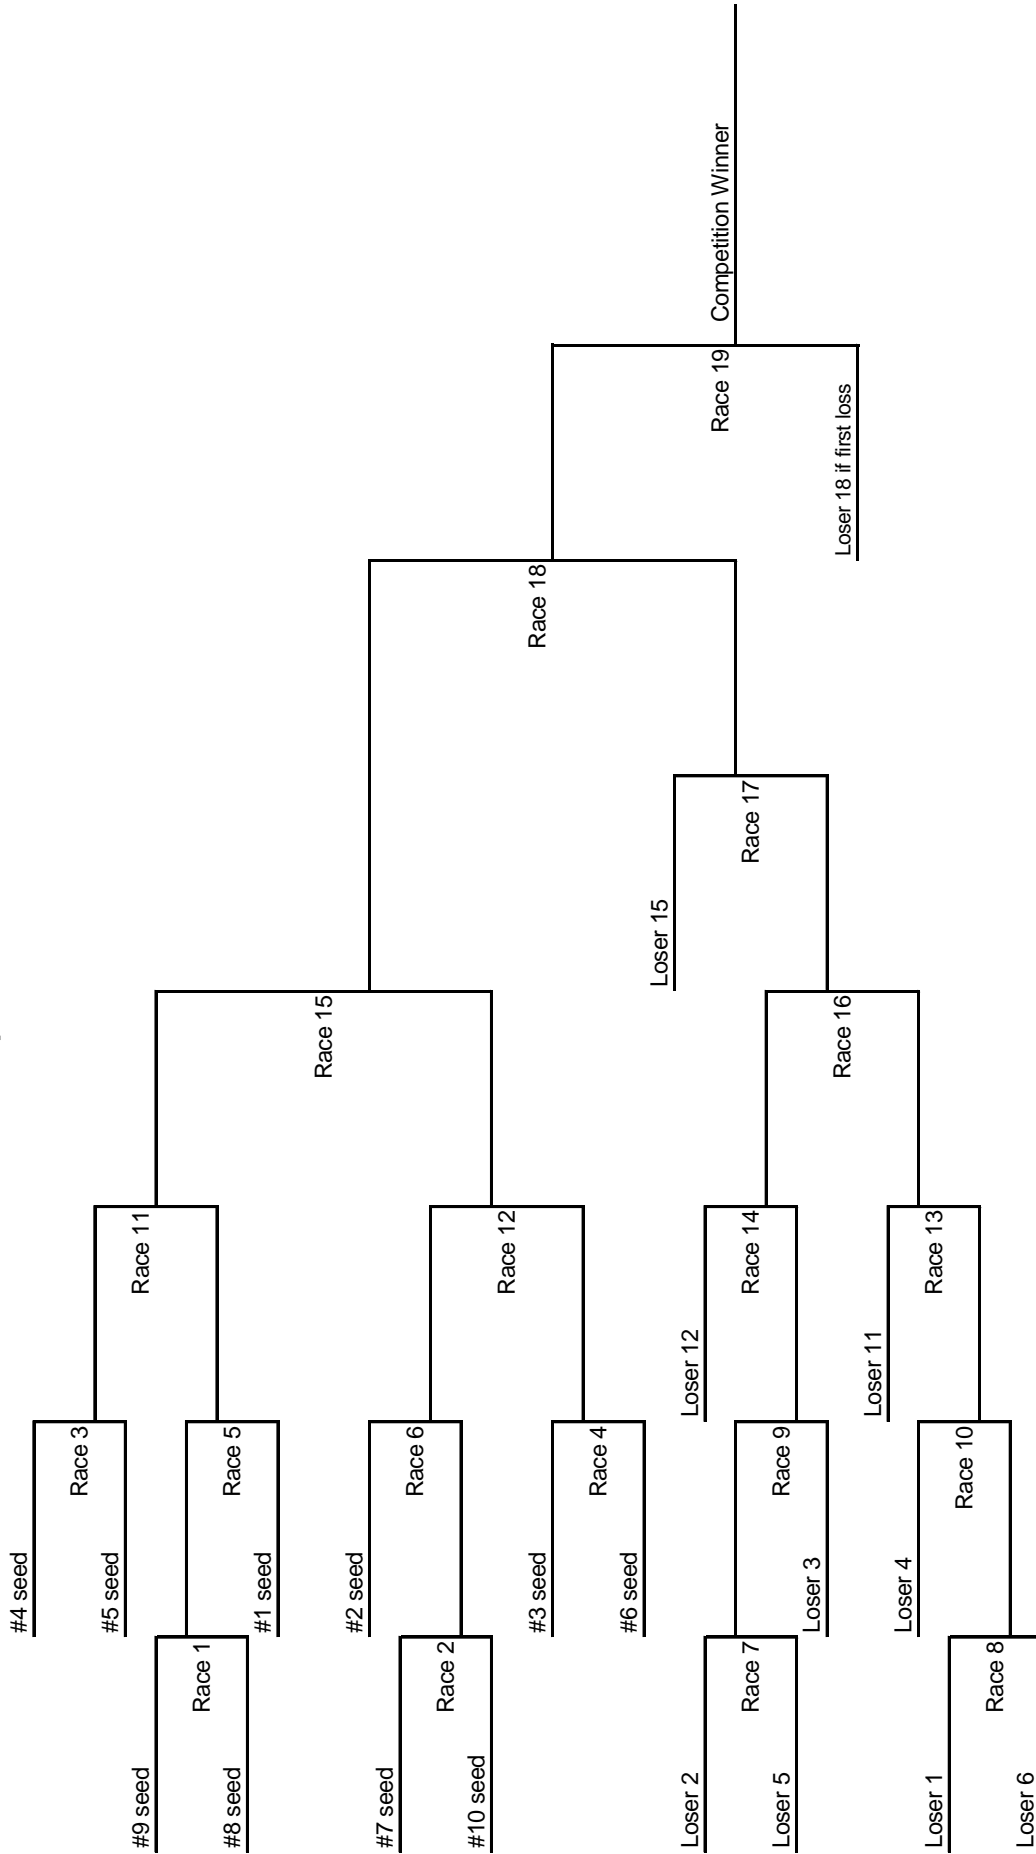 #4 seed
Race 3
#5 seed
Race 11
#9 seed
Race 1
#8 seed
Race 5
#1 seed
Race 15
#2 seed
Race 6
#7 seed
Race 2
#10 seed
Race 12
#3 seed
Race 4
#6 seed
Race 18
Race 19
Competition Winner
Loser 15
Race 17
Loser 12
Race 14
Loser 2
Race 7
Loser 5
Race 9
Loser 3
Race 16
Loser 11
Race 13
Loser 4
Race 10
Loser 1
Race 8
Loser 6
Loser 18 if first loss